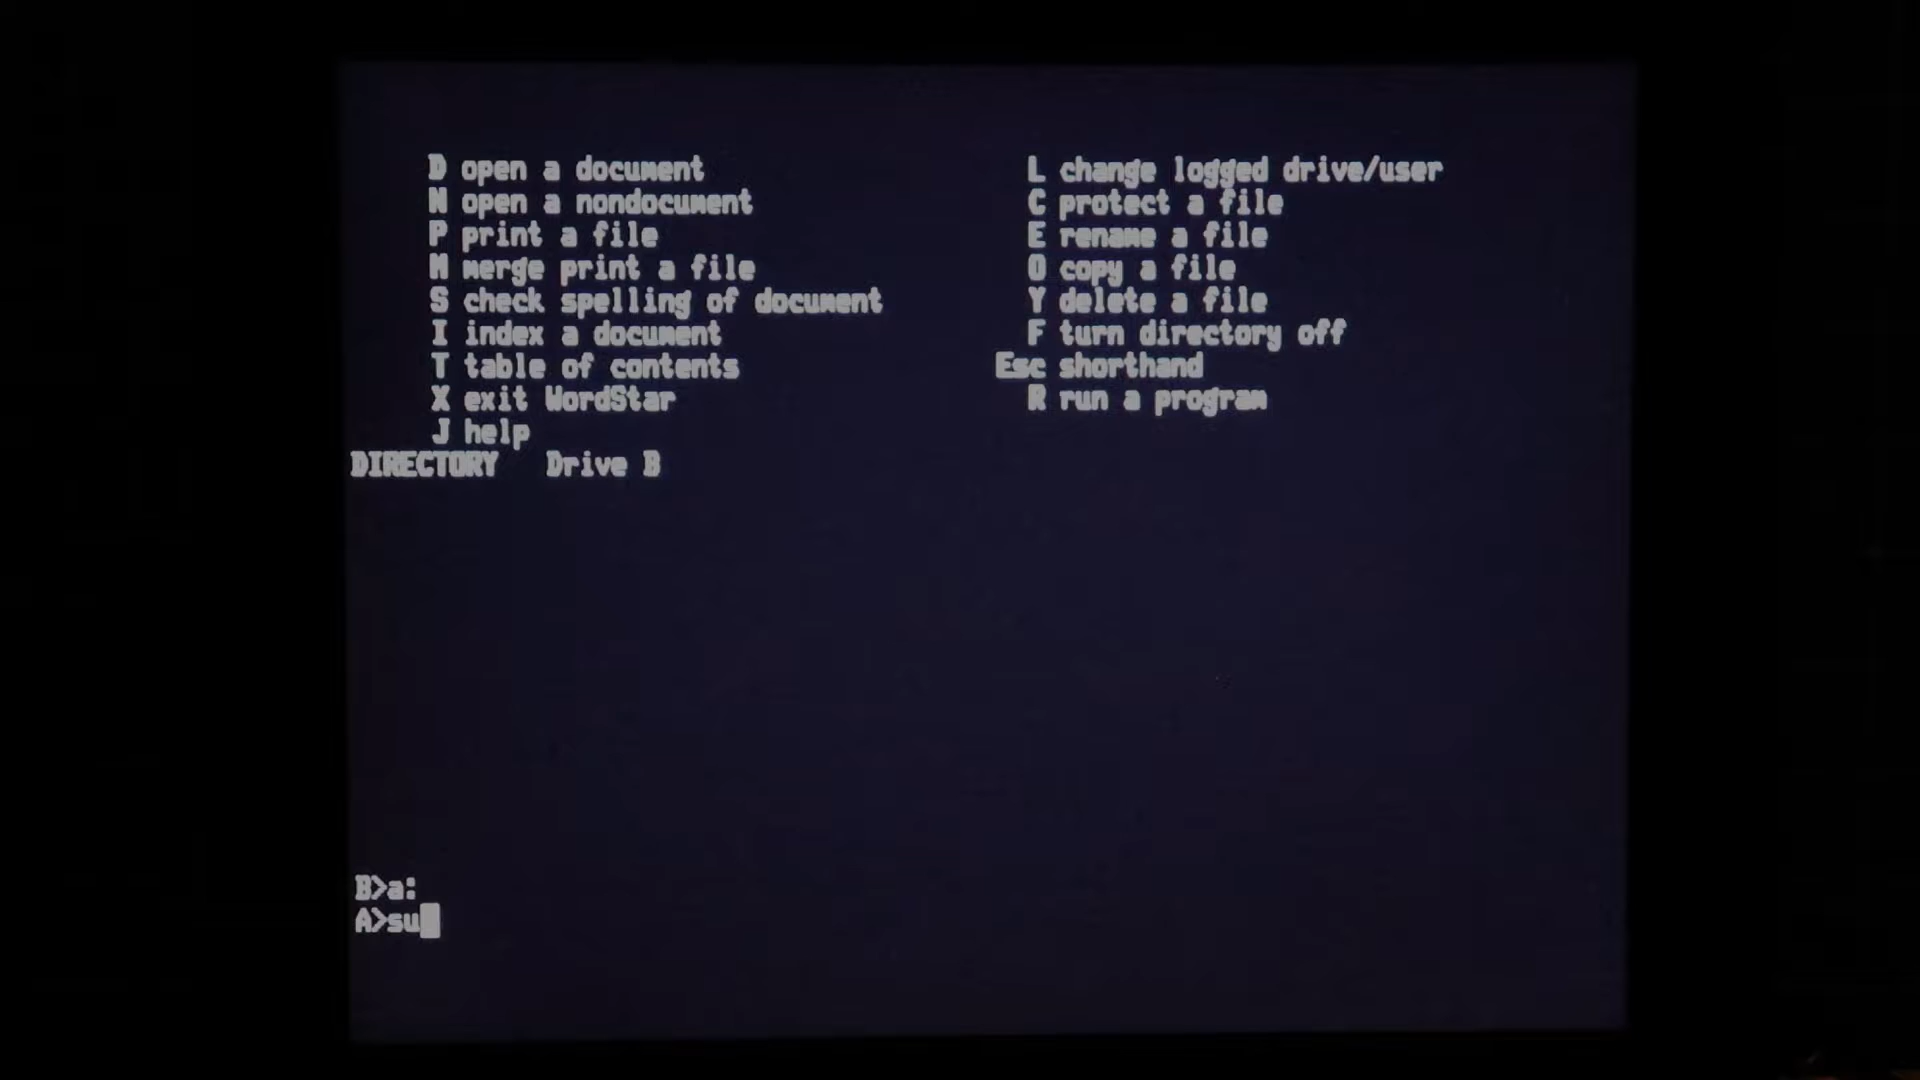 D open a document
N open a nondocument
P print a file
M merge print a file
S check spelling of document
I index a document
T table of contents
X exit WordStar
J help
L change logged drive/user
C protect a file
E rename a file
O copy a file
Y delete a file
F turn directory off
Esc shorthand
R run a program
DIRECTORY Drive B
B>a:
A>su